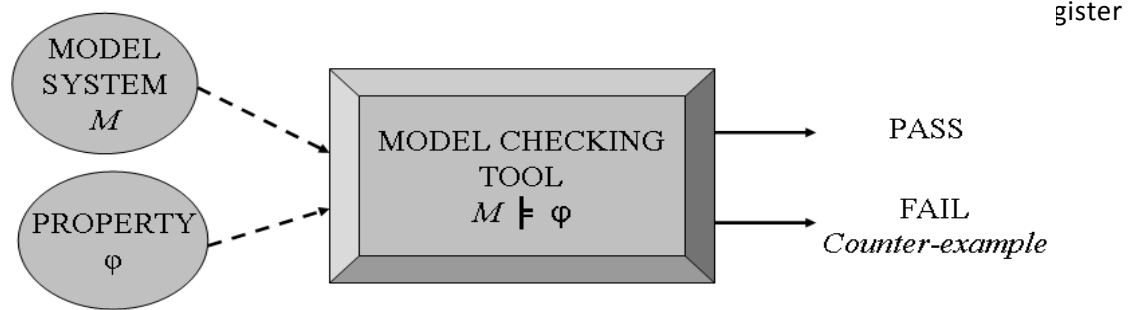 gister
MODEL
SYSTEM
M
MODEL CHECKING
TOOL
M ⊧ φ
PROPERTY
φ
PASS
FAIL
Counter-example